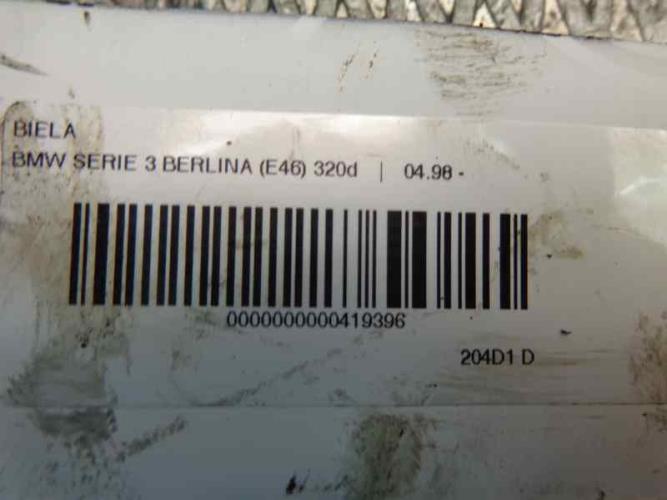 BIELA
BMW SERIE 3 BERLINA (E46) 320d | 04.98 -
0000000000419396
204D1 D